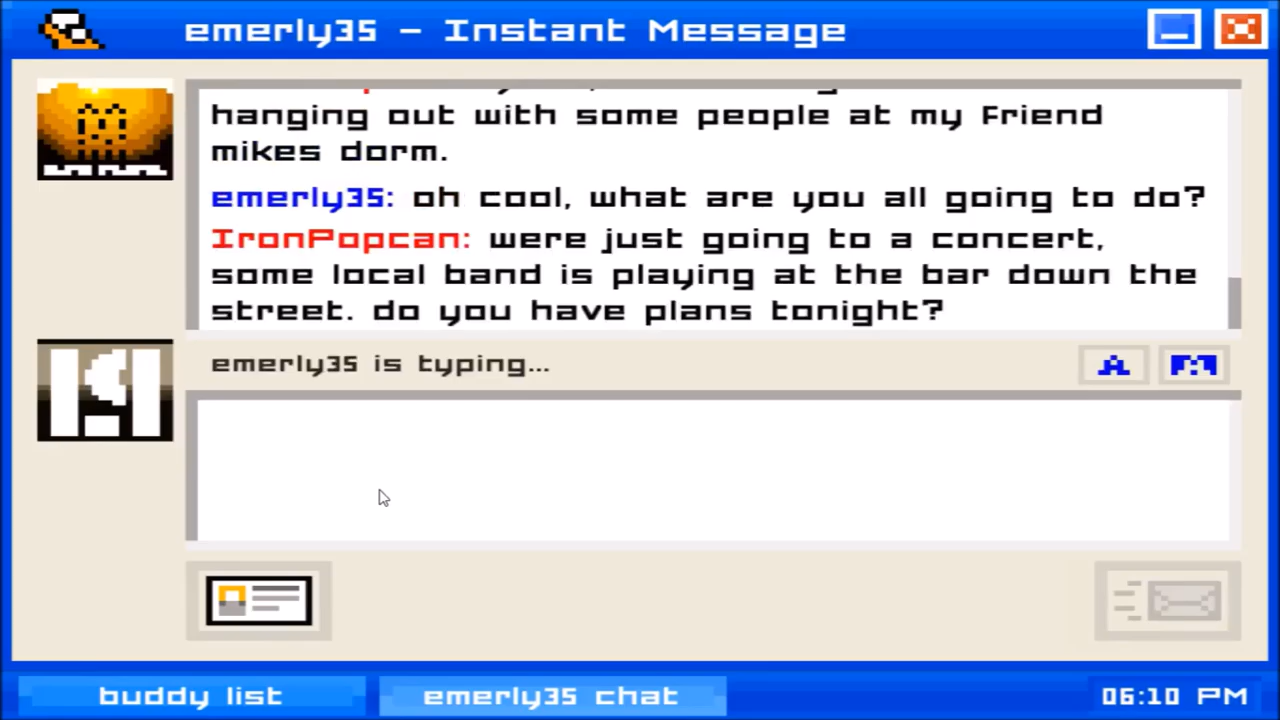 emerly35 - Instant Message
hanging out with some people at my Friend
mikes dorm.
emerly35: oh cool, what are you all going to do?
IronPopcan: were just going to a concert,
some local band is playing at the bar down the
street. do you have plans tonight?
emerly35 is typing...
buddy list
emerly35 chat
06:10 PM